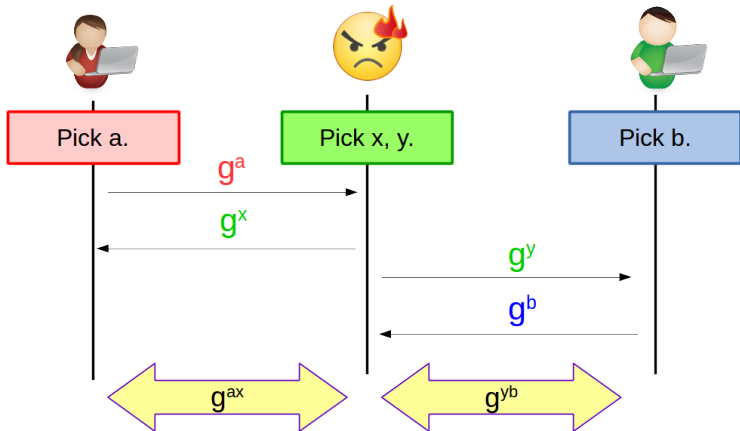 Pick a.
Pick x, y.
Pick b.
g^a
g^x
g^y
g^b
g^ax
g^yb